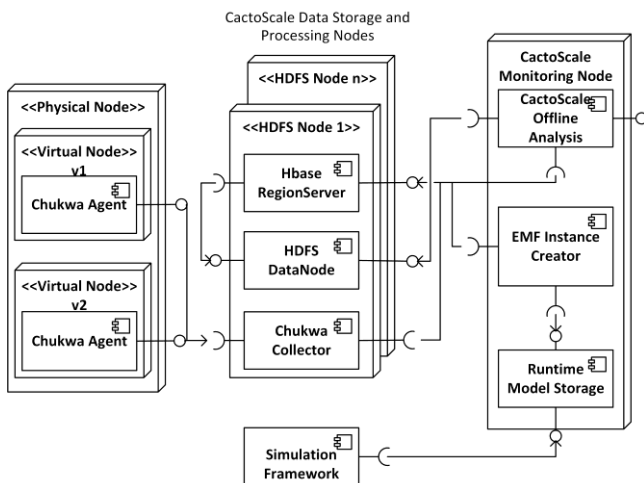 CactoScale Data Storage and
Processing Nodes
<<Physical Node>>
<<Virtual Node>>
v1
Chukwa Agent
<<Virtual Node>>
v2
Chukwa Agent
<<HDFS Node n>>
<<HDFS Node 1>>
Hbase
RegionServer
HDFS
DataNode
Chukwa
Collector
CactoScale
Monitoring Node
CactoScale
Offline
Analysis
EMF Instance
Creator
Runtime
Model Storage
Simulation
Framework